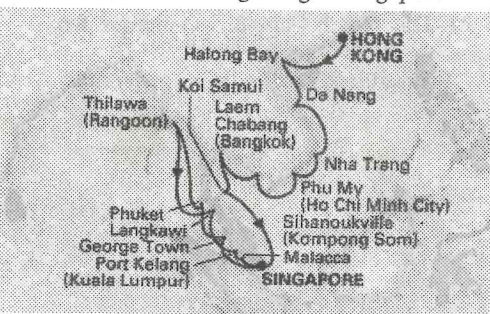 HONG
KONG
Halong Bay
Koi Samui
Da Nang
Thilawa
(Rangoon)
Laem
Chabang
(Bangkok)
Nha Trang
Phu My
(Ho Chi Minh City)
Sihanoukville
(Kompong Som)
Phuket
Langkawi
George Town
Port Kelang
(Kuala Lumpur)
Malacca
SINGAPORE